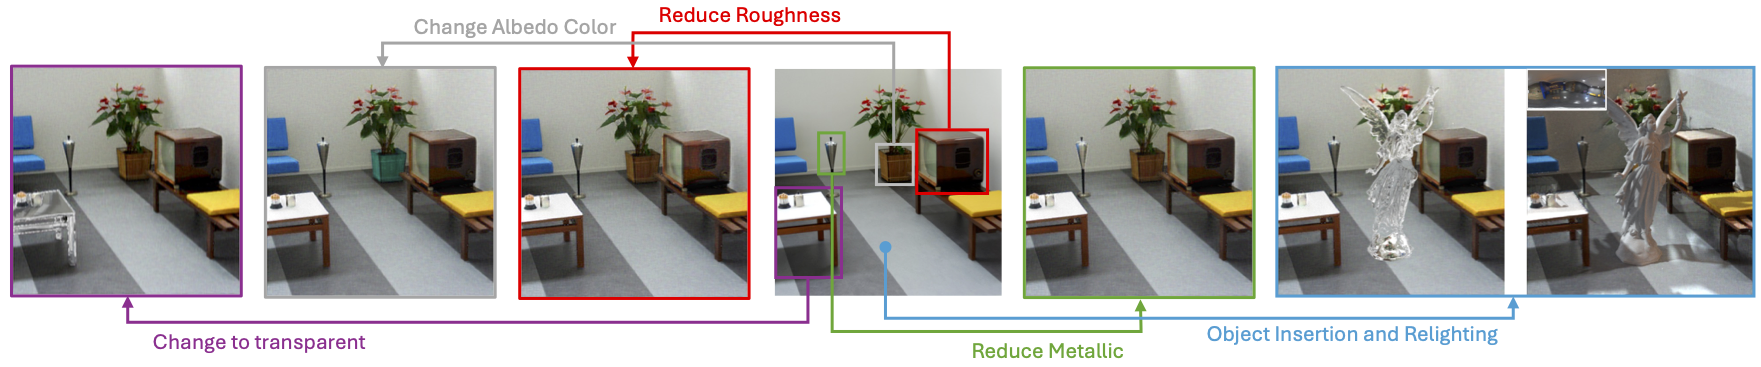 Reduce Roughness
Change Albedo Color
Change to transparent
Reduce Metallic
Object Insertion and Relighting